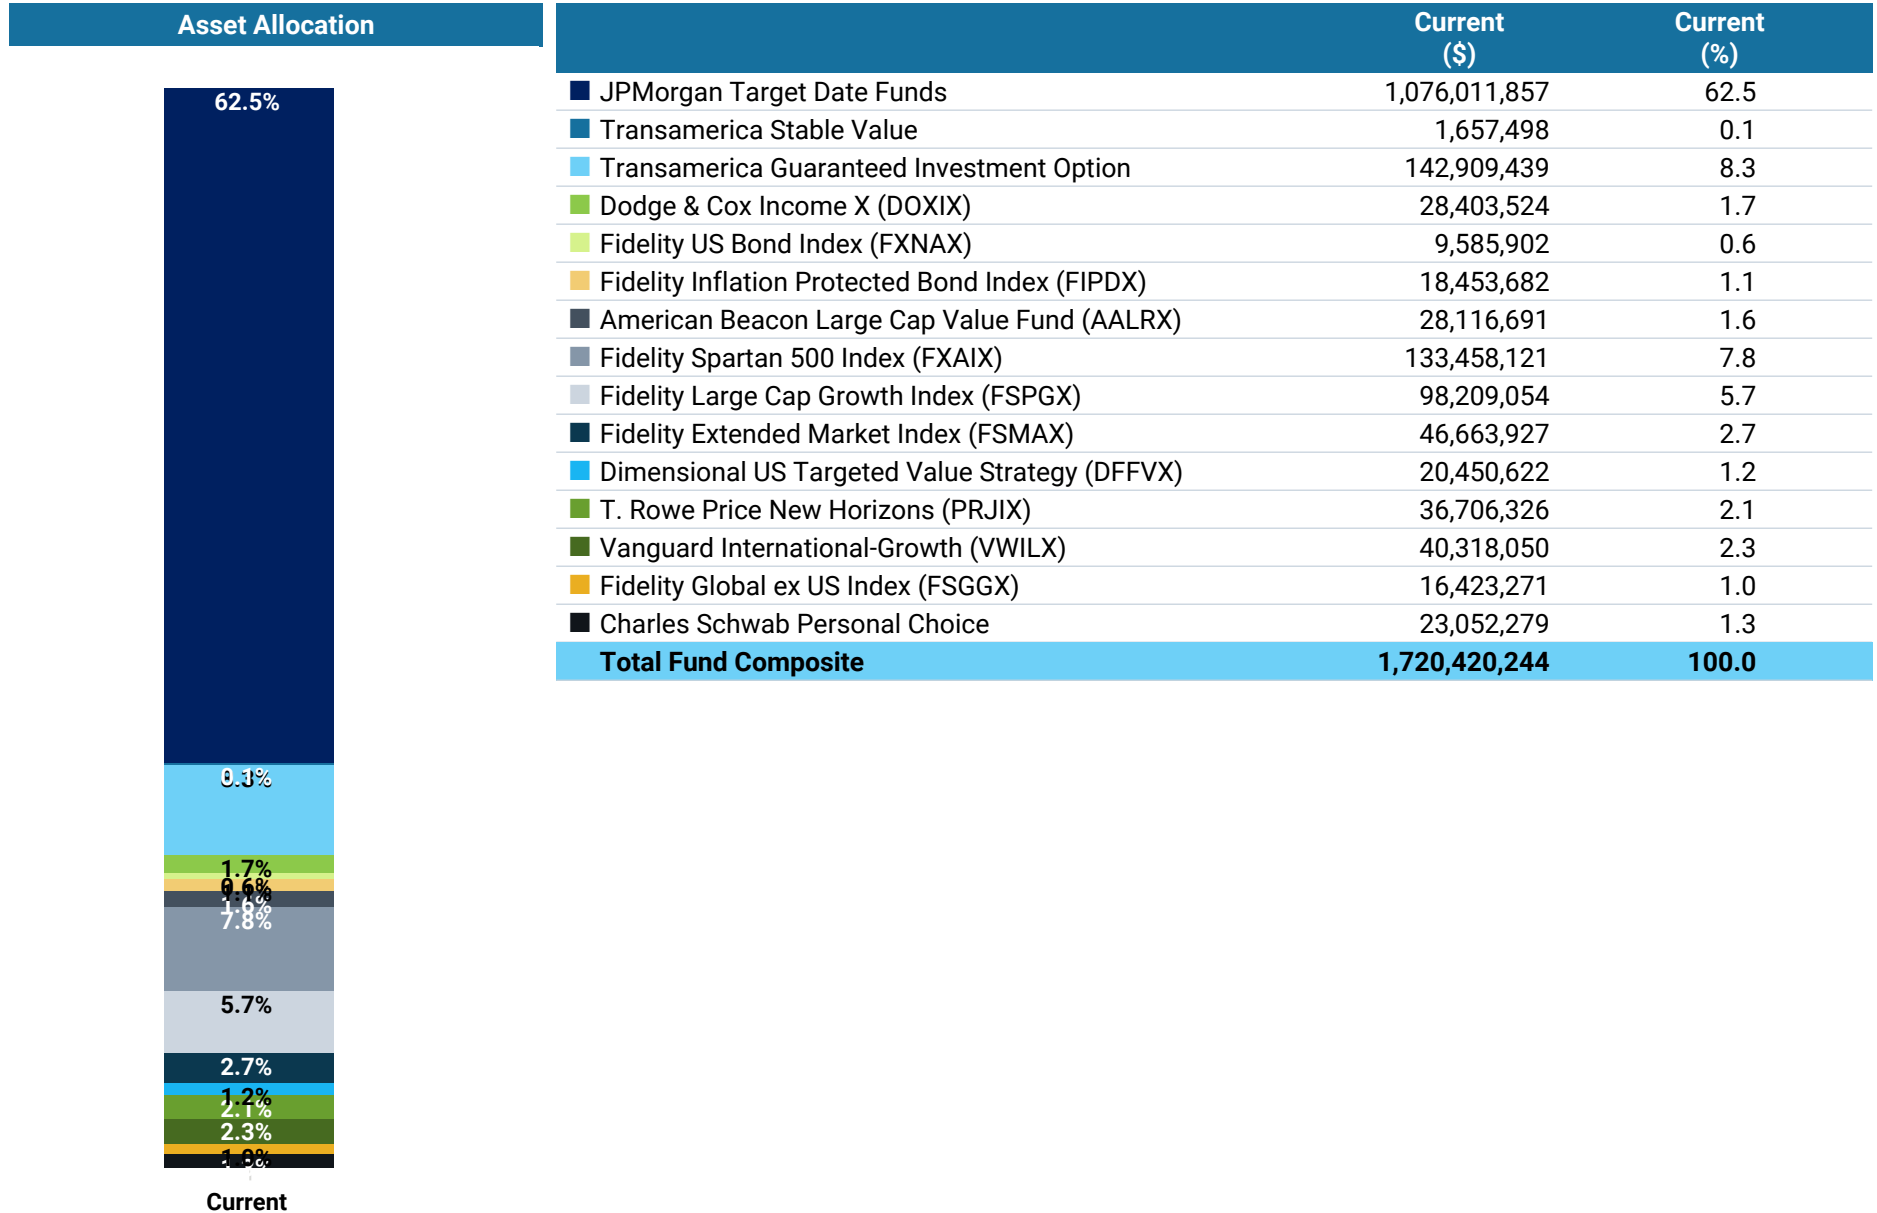 Asset Allocation
62.5%
0.1%
1.7%
1.6%
7.8%
5.7%
2.7%
1.2%
2.1%
2.3%
Current
Current Current
($) (%)
JPMorgan Target Date Funds 1,076,011,857 62.5
Transamerica Stable Value 1,657,498 0.1
Transamerica Guaranteed Investment Option 142,909,439 8.3
Dodge & Cox Income X (DOXIX) 28,403,524 1.7
Fidelity US Bond Index (FXNAX) 9,585,902 0.6
Fidelity Inflation Protected Bond Index (FIPDX) 18,453,682 1.1
American Beacon Large Cap Value Fund (AALRX) 28,116,691 1.6
Fidelity Spartan 500 Index (FXAIX) 133,458,121 7.8
Fidelity Large Cap Growth Index (FSPGX) 98,209,054 5.7
Fidelity Extended Market Index (FSMAX) 46,663,927 2.7
Dimensional US Targeted Value Strategy (DFFVX) 20,450,622 1.2
T. Rowe Price New Horizons (PRJIX) 36,706,326 2.1
Vanguard International-Growth (VWILX) 40,318,050 2.3
Fidelity Global ex US Index (FSGGX) 16,423,271 1.0
Charles Schwab Personal Choice 23,052,279 1.3
Total Fund Composite 1,720,420,244 100.0